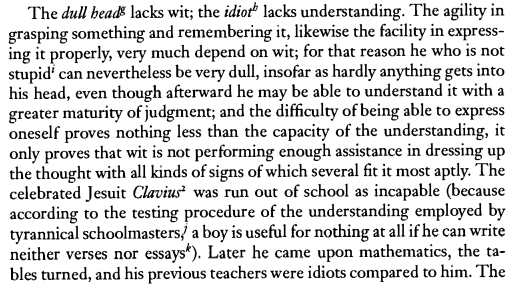 The dull headᵍ lacks wit; the idiotʰ lacks understanding. The agility in
grasping something and remembering it, likewise the facility in express-
ing it properly, very much depend on wit; for that reason he who is not
stupidⁱ can nevertheless be very dull, insofar as hardly anything gets into
his head, even though afterward he may be able to understand it with a
greater maturity of judgment; and the difficulty of being able to express
oneself proves nothing less than the capacity of the understanding, it
only proves that wit is not performing enough assistance in dressing up
the thought with all kinds of signs of which several fit it most aptly. The
celebrated Jesuit Clavius² was run out of school as incapable (because
according to the testing procedure of the understanding employed by
tyrannical schoolmasters,ʲ a boy is useful for nothing at all if he can write
neither verses nor essaysᵏ). Later he came upon mathematics, the ta-
bles turned, and his previous teachers were idiots compared to him. The